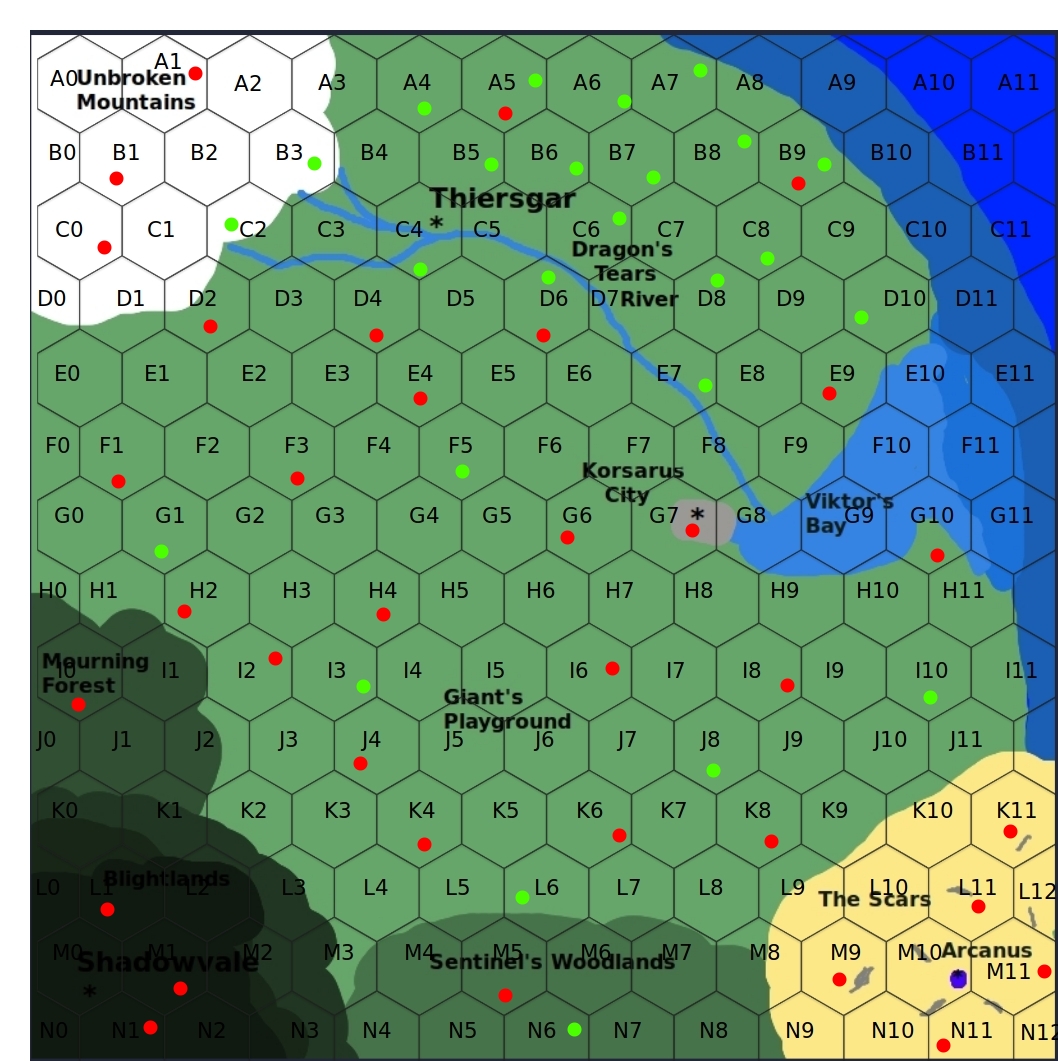 A0 A1 A2 A3 A4 A5 A6 A7 A8 A9 A10 A11
Unbroken
Mountains
B0 B1 B2 B3 B4 B5 B6 B7 B8 B9 B10 B11
Thiersgar
*
C0 C1 C2 C3 C4 C5 C6 C7 C8 C9 C10 C11
Dragon's
Tears
River
D0 D1 D2 D3 D4 D5 D6 D7 D8 D9 D10 D11
E0 E1 E2 E3 E4 E5 E6 E7 E8 E9 E10 E11
F0 F1 F2 F3 F4 F5 F6 F7 F8 F9 F10 F11
Korsarus
City
*
Viktor's
Bay
G0 G1 G2 G3 G4 G5 G6 G7 G8 G9 G10 G11
H0 H1 H2 H3 H4 H5 H6 H7 H8 H9 H10 H11
Mourning
Forest
I0 I1 I2 I3 I4 I5 I6 I7 I8 I9 I10 I11
Giant's
Playground
J0 J1 J2 J3 J4 J5 J6 J7 J8 J9 J10 J11
K0 K1 K2 K3 K4 K5 K6 K7 K8 K9 K10 K11
Blightlands
L0 L1 L2 L3 L4 L5 L6 L7 L8 L9 L10 L11 L12
The Scars
M0 M1 M2 M3 M4 M5 M6 M7 M8 M9 M10 M11
Shadowvale
*
Sentinel's Woodlands
Arcanus
*
N0 N1 N2 N3 N4 N5 N6 N7 N8 N9 N10 N11 N12